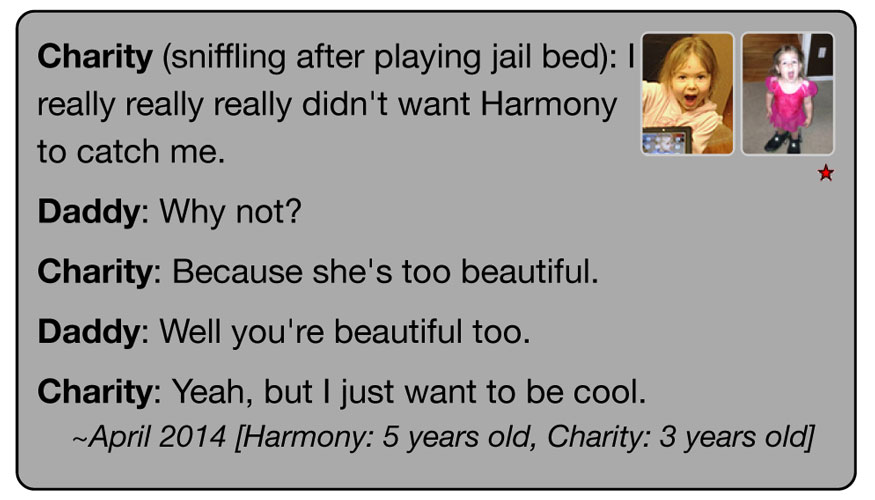 Charity (sniffling after playing jail bed): I
really really really didn't want Harmony
to catch me.
Daddy: Why not?
Charity: Because she's too beautiful.
Daddy: Well you're beautiful too.
Charity: Yeah, but I just want to be cool.
~April 2014 [Harmony: 5 years old, Charity: 3 years old]